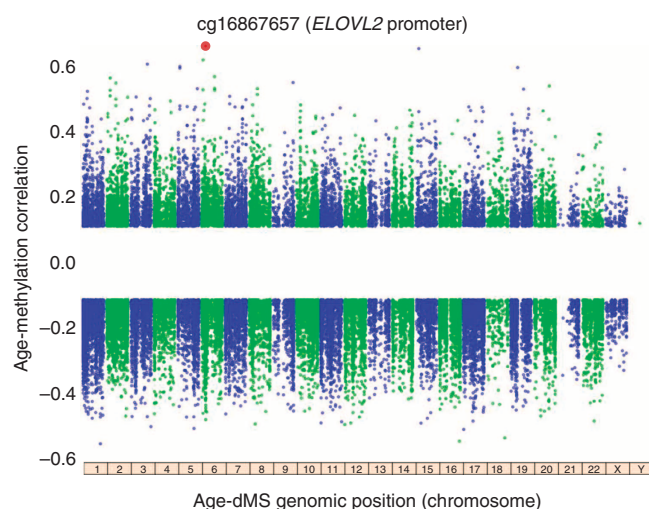 cg16867657 (ELOVL2 promoter)
0.6
0.4
0.2
0.0
−0.2
−0.4
−0.6
Age-methylation correlation
1 2 3 4 5 6 7 8 9 10 11 12 13 14 15 16 17 18 19 20 21 22 X Y
Age-dMS genomic position (chromosome)